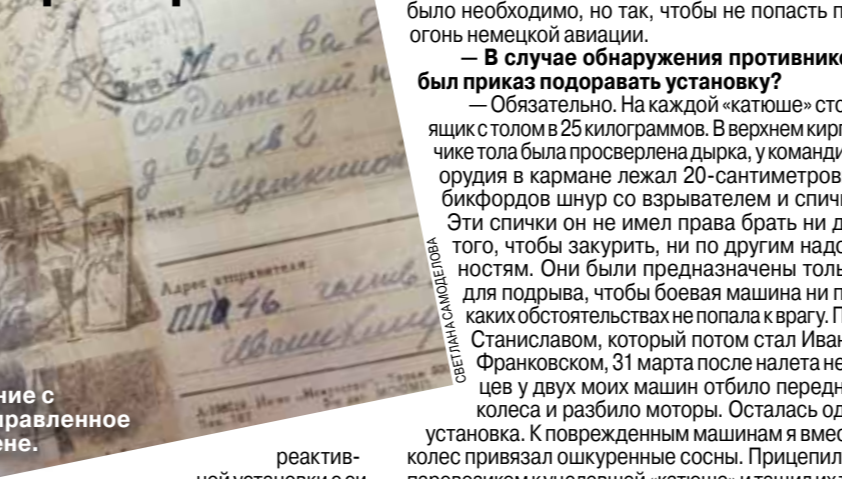 было необходимо, но так, чтобы не попасть п
огонь немецкой авиации.
— В случае обнаружения противнико
был приказ подорвать установку?
— Обязательно. На каждой «катюше» сто
ящик с толом в 25 килограммов. В верхнем кирп
чике тола была просверлена дырка, у команди
орудия в кармане лежал 20-сантиметров
бикфордов шнур со взрывателем и спичк
Эти спички он не имел права брать ни д
того, чтобы закурить, ни по другим надо
ностям. Они были предназначены толь
для подрыва, чтобы боевая машина ни п
каких обстоятельствах не попала к врагу. П
Станиславом, который потом стал Иван
Франковском, 31 марта после налета не
цев у двух моих машин отбило передн
колеса и разбило моторы. Осталась од
установка. К поврежденным машинам я вмес
колес привязал ошкуренные сосны. Прицепил
Москва 2
солдатский
д. 6/3 кв 2
Кому
Щеткиной
Адрес отправителя:
ППС 46
СВЕТЛАНА САМОДЕЛОВА
ние с
правленное
ене.
реактив-